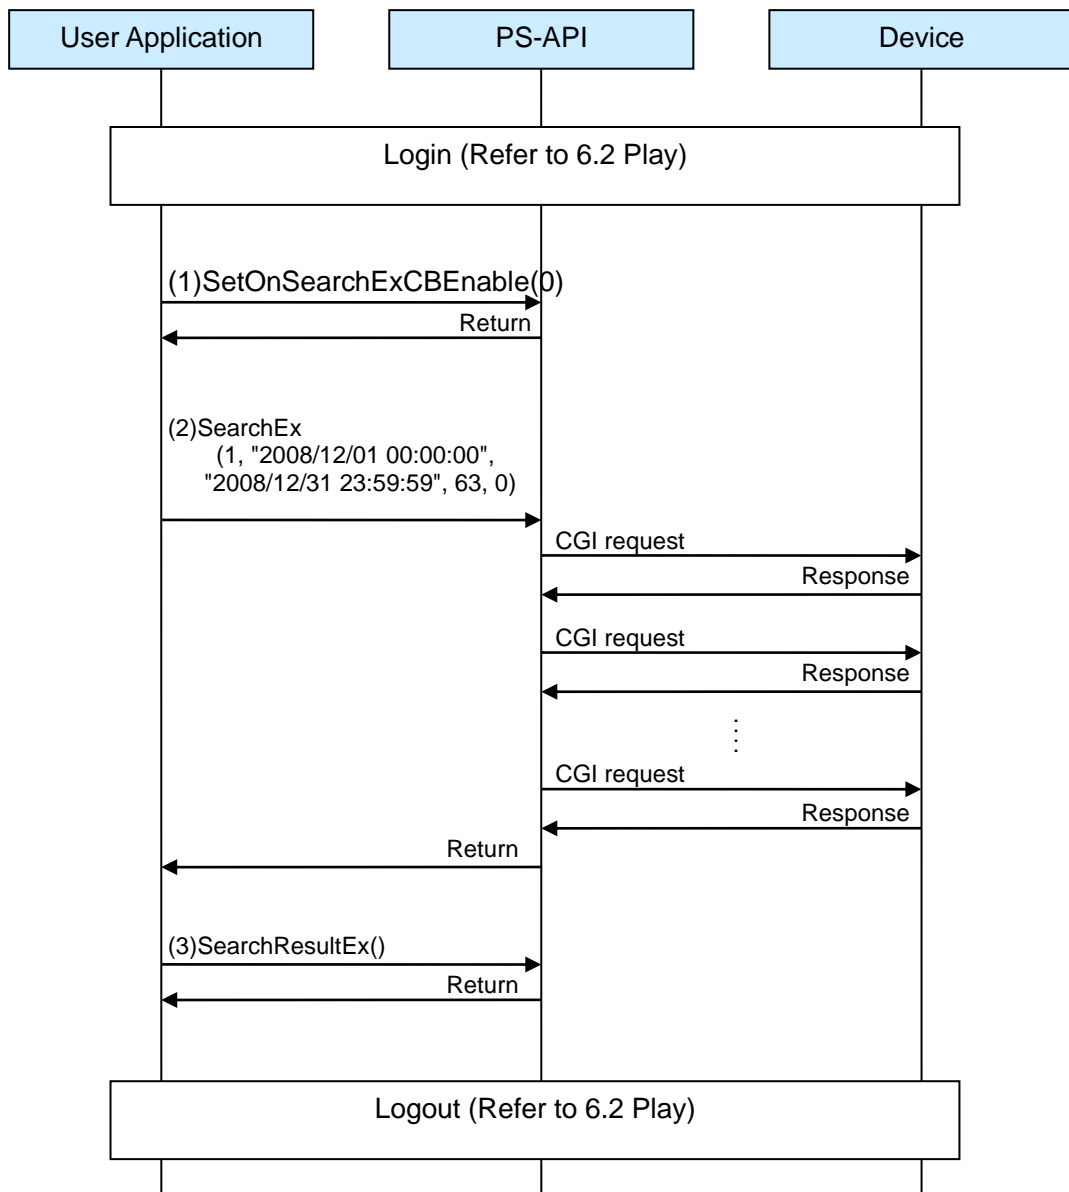 User Application
PS-API
Device
Login (Refer to 6.2 Play)
(1)SetOnSearchExCBEnable(0)
Return
(2)SearchEx
(1, "2008/12/01 00:00:00",
"2008/12/31 23:59:59", 63, 0)
CGI request
Response
CGI request
Response
CGI request
Response
Return
(3)SearchResultEx()
Return
Logout (Refer to 6.2 Play)